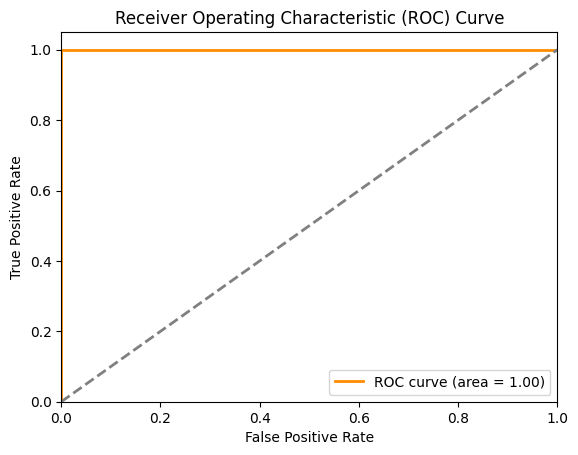 Receiver Operating Characteristic (ROC) Curve
1.0
0.8
0.6
0.4
0.2
0.0
True Positive Rate
ROC curve (area = 1.00)
0.0 0.2 0.4 0.6 0.8 1.0
False Positive Rate